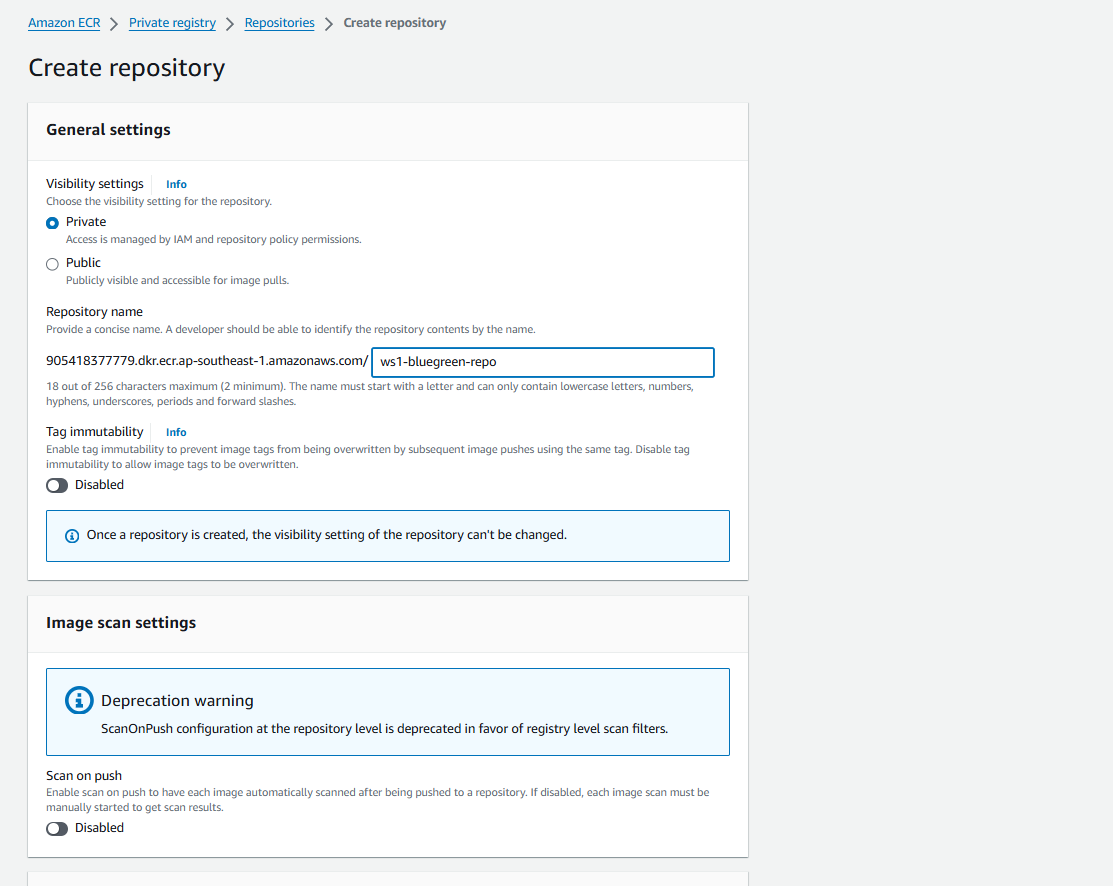 Amazon ECR > Private registry > Repositories > Create repository
Create repository
General settings
Visibility settings Info
Choose the visibility setting for the repository.
Private
Access is managed by IAM and repository policy permissions.
Public
Publicly visible and accessible for image pulls.
Repository name
Provide a concise name. A developer should be able to identify the repository contents by the name.
905418377779.dkr.ecr.ap-southeast-1.amazonaws.com/ ws1-bluegreen-repo
18 out of 256 characters maximum (2 minimum). The name must start with a letter and can only contain lowercase letters, numbers,
hyphens, underscores, periods and forward slashes.
Tag immutability Info
Enable tag immutability to prevent image tags from being overwritten by subsequent image pushes using the same tag. Disable tag
immutability to allow image tags to be overwritten.
Disabled
Once a repository is created, the visibility setting of the repository can't be changed.
Image scan settings
Deprecation warning
ScanOnPush configuration at the repository level is deprecated in favor of registry level scan filters.
Scan on push
Enable scan on push to have each image automatically scanned after being pushed to a repository. If disabled, each image scan must be
manually started to get scan results.
Disabled